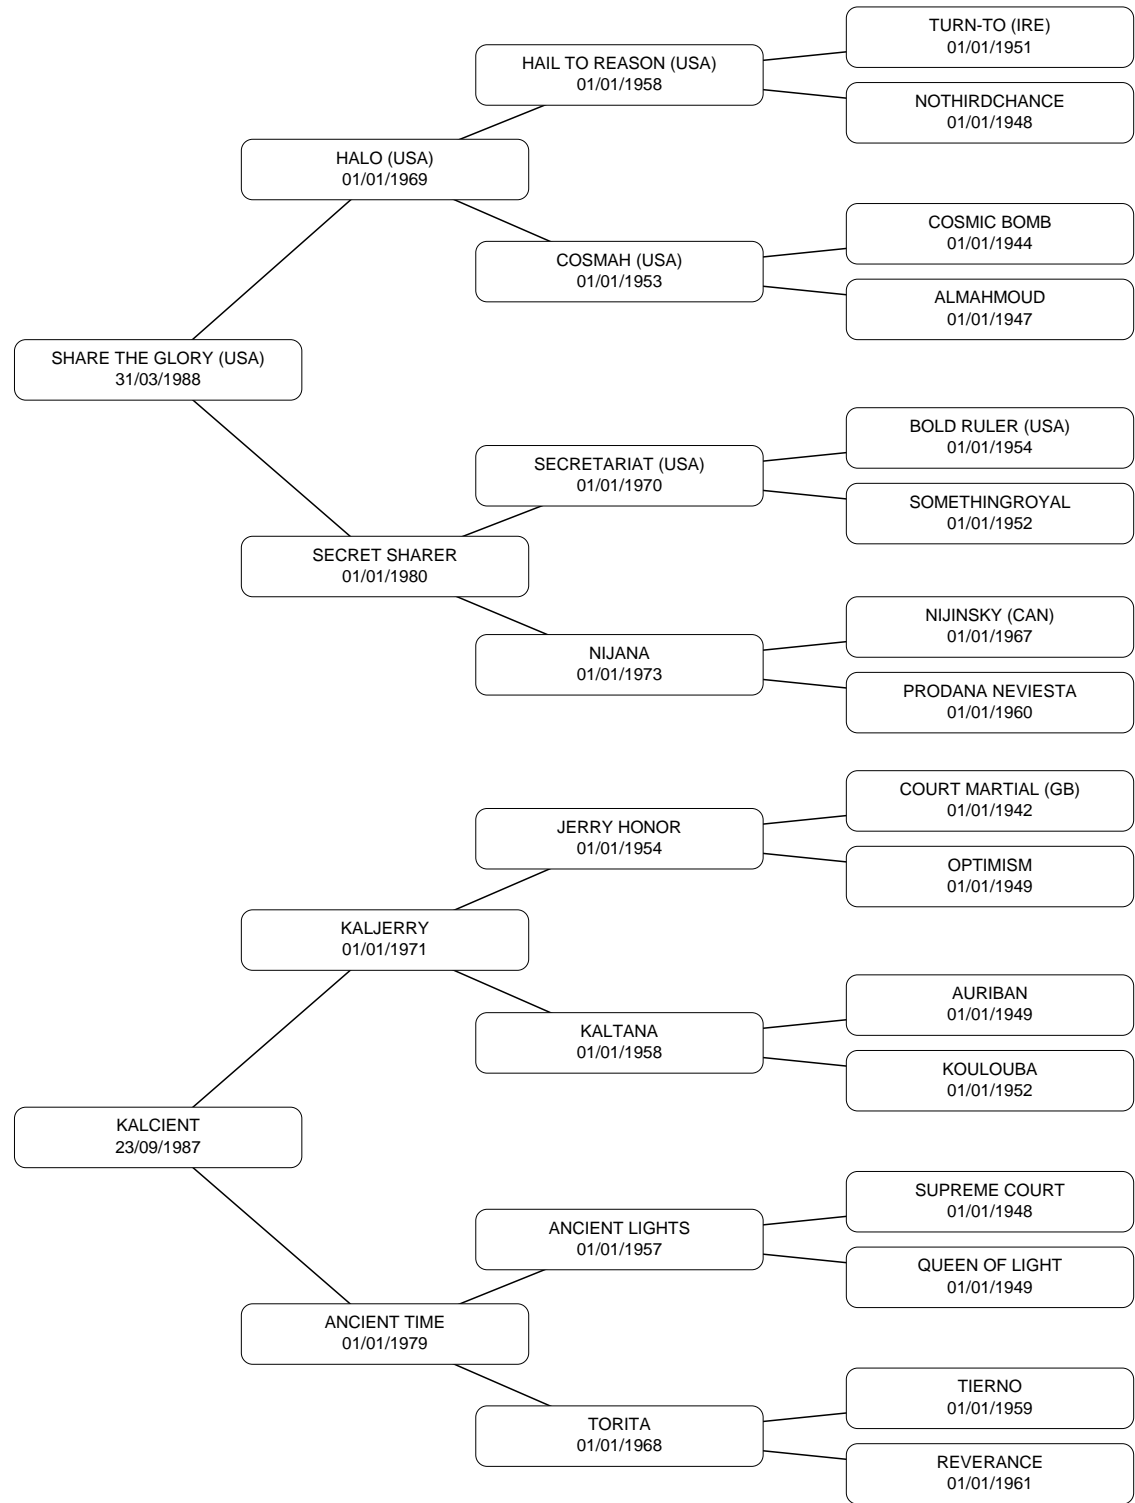 TURN-TO (IRE)
01/01/1951
HAIL TO REASON (USA)
01/01/1958
NOTHIRDCHANCE
01/01/1948
HALO (USA)
01/01/1969
COSMIC BOMB
01/01/1944
COSMAH (USA)
01/01/1953
ALMAHMOUD
01/01/1947
SHARE THE GLORY (USA)
31/03/1988
BOLD RULER (USA)
01/01/1954
SECRETARIAT (USA)
01/01/1970
SOMETHINGROYAL
01/01/1952
SECRET SHARER
01/01/1980
NIJINSKY (CAN)
01/01/1967
NIJANA
01/01/1973
PRODANA NEVIESTA
01/01/1960
COURT MARTIAL (GB)
01/01/1942
JERRY HONOR
01/01/1954
OPTIMISM
01/01/1949
KALJERRY
01/01/1971
AURIBAN
01/01/1949
KALTANA
01/01/1958
KOULOUBA
01/01/1952
KALCIENT
23/09/1987
SUPREME COURT
01/01/1948
ANCIENT LIGHTS
01/01/1957
QUEEN OF LIGHT
01/01/1949
ANCIENT TIME
01/01/1979
TIERNO
01/01/1959
TORITA
01/01/1968
REVERANCE
01/01/1961